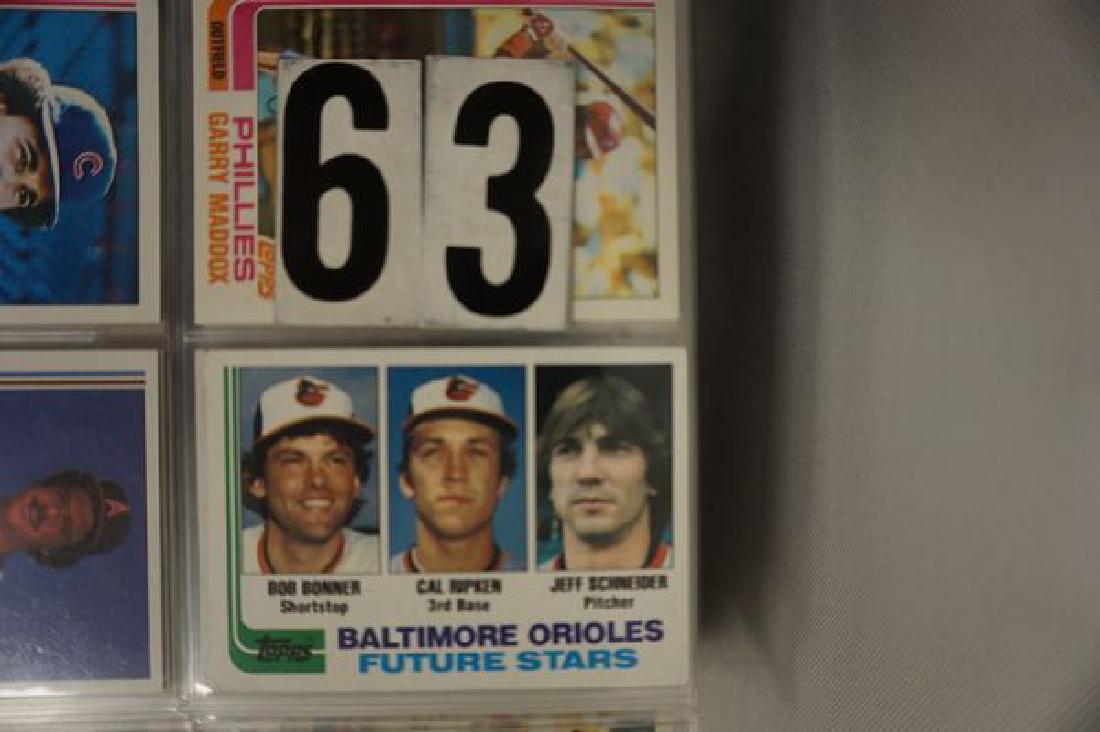 OUTFIELD
PHILLIES
GARRY MADDOX
63
C
A
BOB BONNER
Shortstop
CAL RIPKEN
3rd Base
JEFF SCHNEIDER
Pitcher
TOPPS
BALTIMORE ORIOLES
FUTURE STARS